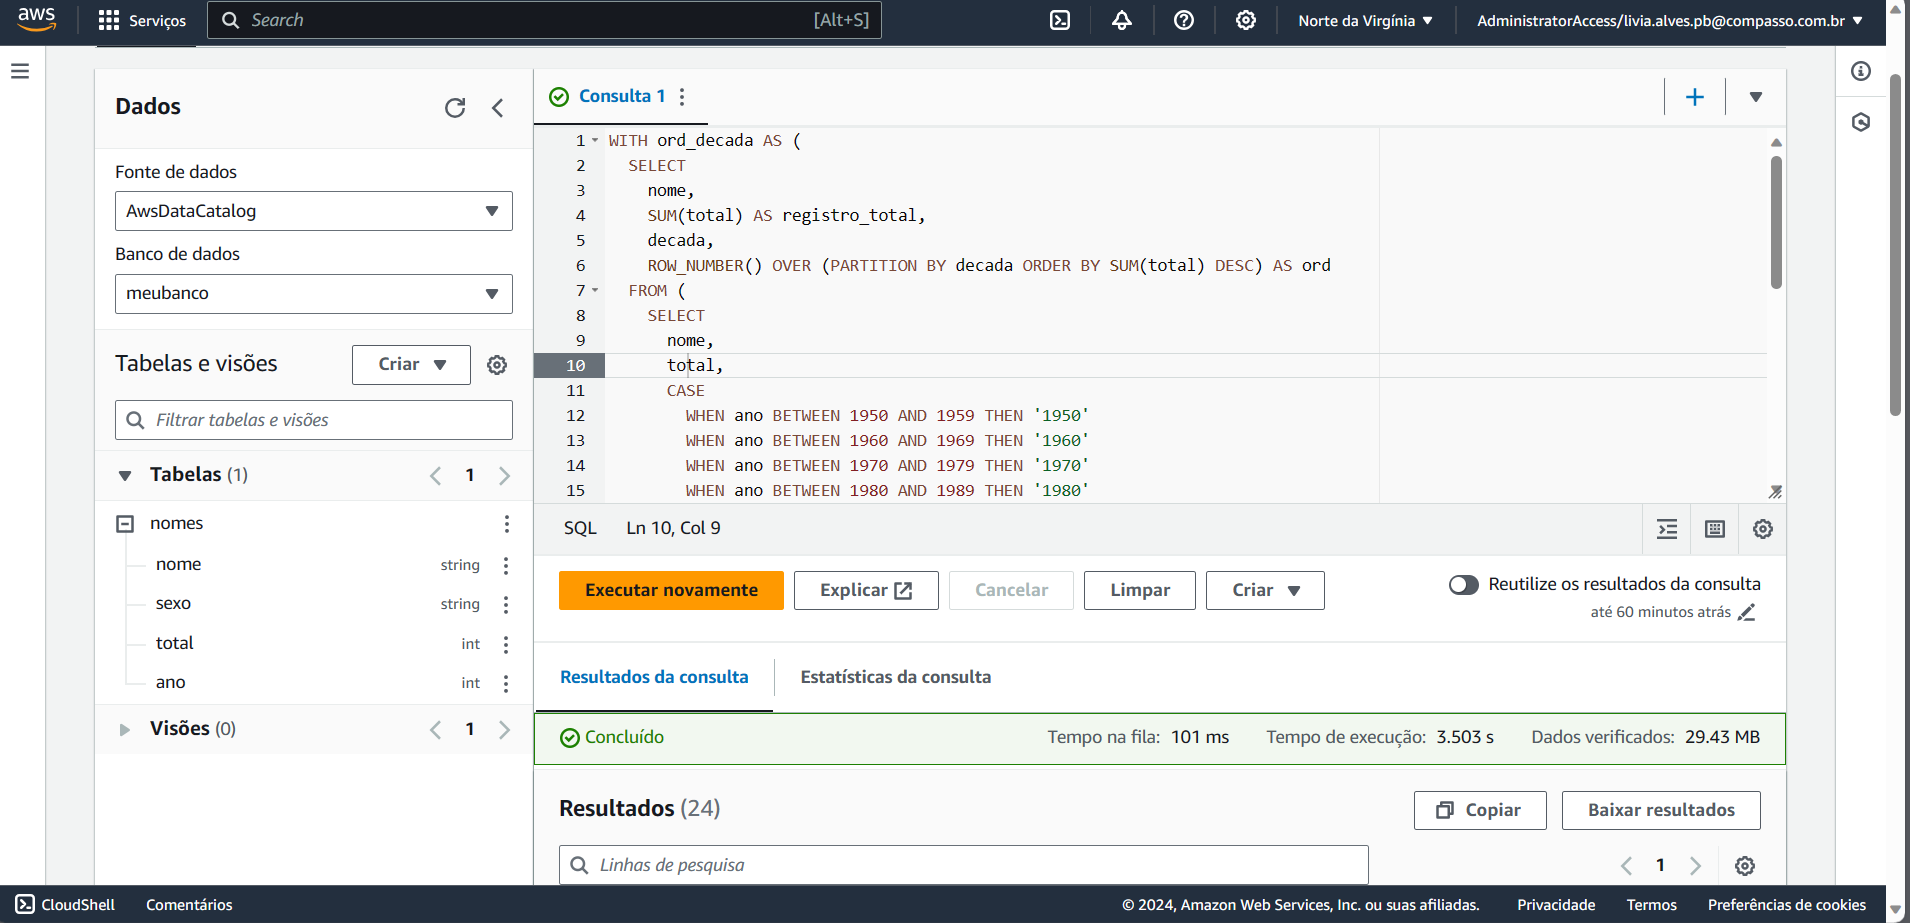 aws
Serviços
Search
[Alt+S]
Norte da Virgínia
AdministratorAccess/livia.alves.pb@compasso.com.br
Dados
Fonte de dados
AwsDataCatalog
Banco de dados
meubanco
Tabelas e visões
Criar
Filtrar tabelas e visões
Tabelas (1)
1
nomes
nome string
sexo string
total int
ano int
Visões (0)
1
Consulta 1
1 WITH ord_decada AS (
2 SELECT
3 nome,
4 SUM(total) AS registro_total,
5 decada,
6 ROW_NUMBER() OVER (PARTITION BY decada ORDER BY SUM(total) DESC) AS ord
7 FROM (
8 SELECT
9 nome,
10 total,
11 CASE
12 WHEN ano BETWEEN 1950 AND 1959 THEN '1950'
13 WHEN ano BETWEEN 1960 AND 1969 THEN '1960'
14 WHEN ano BETWEEN 1970 AND 1979 THEN '1970'
15 WHEN ano BETWEEN 1980 AND 1989 THEN '1980'
SQL Ln 10, Col 9
Executar novamente
Explicar
Cancelar
Limpar
Criar
Reutilize os resultados da consulta
até 60 minutos atrás
Resultados da consulta
Estatísticas da consulta
Concluído
Tempo na fila: 101 ms
Tempo de execução: 3.503 s
Dados verificados: 29.43 MB
Resultados (24)
Copiar
Baixar resultados
Linhas de pesquisa
1
CloudShell
Comentários
© 2024, Amazon Web Services, Inc. ou suas afiliadas.
Privacidade
Termos
Preferências de cookies